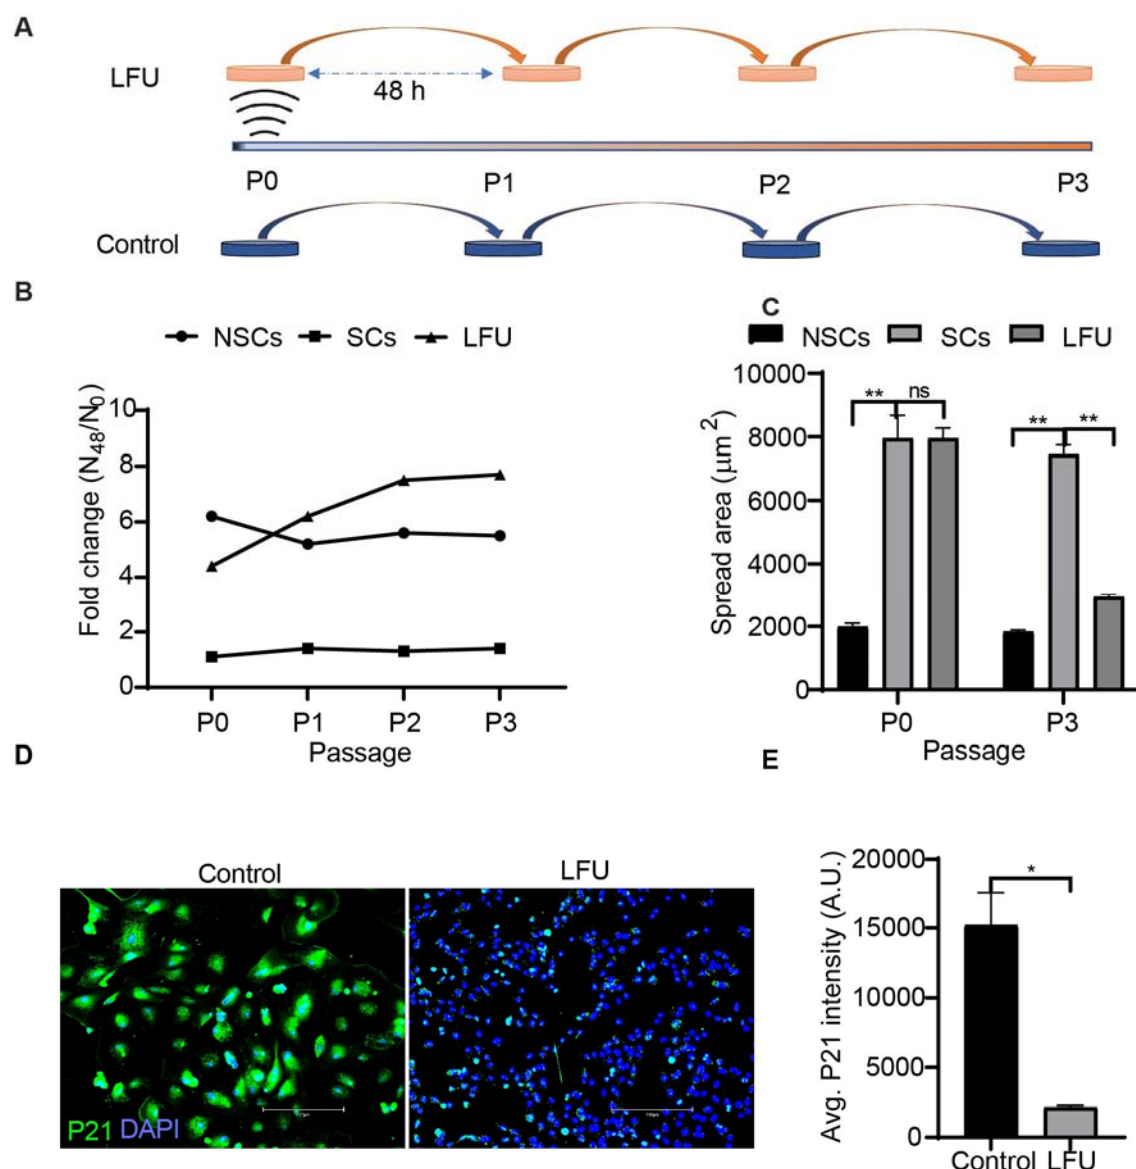 A
LFU
48 h
P0 P1 P2 P3
Control
B
NSCs SCs LFU
Fold change (N48/N0)
10
8
6
4
2
0
P0 P1 P2 P3
Passage
C
NSCs SCs LFU
Spread area (μm²)
10000
8000
6000
4000
2000
0
** ns
** **
P0 P3
Passage
D
Control LFU
P21 DAPI
E
Avg. P21 intensity (A.U.)
20000
15000
10000
5000
0
*
Control LFU